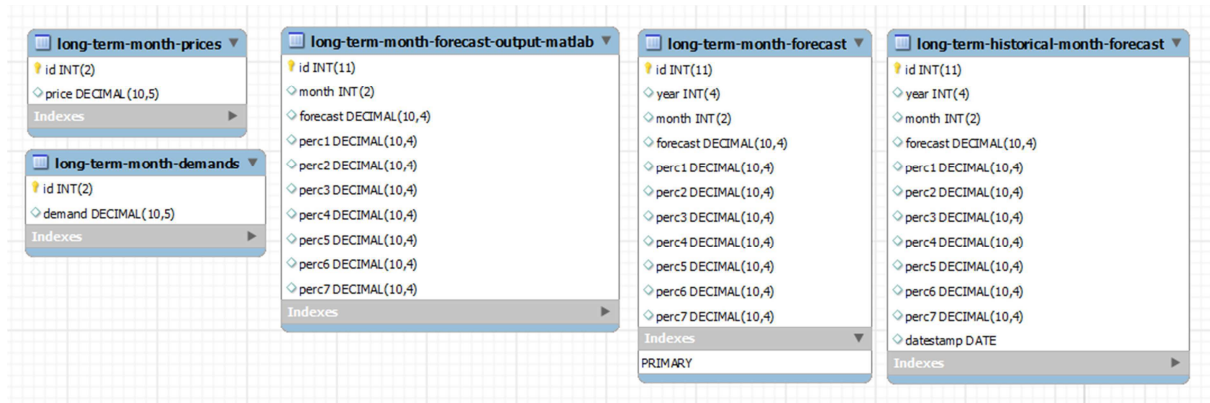 long-term-month-prices
id INT(2)
price DECIMAL(10,5)
Indexes
long-term-month-demands
id INT(2)
demand DECIMAL(10,5)
Indexes
long-term-month-forecast-output-matlab
id INT(11)
month INT(2)
forecast DECIMAL(10,4)
perc1 DECIMAL(10,4)
perc2 DECIMAL(10,4)
perc3 DECIMAL(10,4)
perc4 DECIMAL(10,4)
perc5 DECIMAL(10,4)
perc6 DECIMAL(10,4)
perc7 DECIMAL(10,4)
Indexes
long-term-month-forecast
id INT(11)
year INT(4)
month INT(2)
forecast DECIMAL(10,4)
perc1 DECIMAL(10,4)
perc2 DECIMAL(10,4)
perc3 DECIMAL(10,4)
perc4 DECIMAL(10,4)
perc5 DECIMAL(10,4)
perc6 DECIMAL(10,4)
perc7 DECIMAL(10,4)
Indexes
PRIMARY
long-term-historical-month-forecast
id INT(11)
year INT(4)
month INT(2)
forecast DECIMAL(10,4)
perc1 DECIMAL(10,4)
perc2 DECIMAL(10,4)
perc3 DECIMAL(10,4)
perc4 DECIMAL(10,4)
perc5 DECIMAL(10,4)
perc6 DECIMAL(10,4)
perc7 DECIMAL(10,4)
datestamp DATE
Indexes